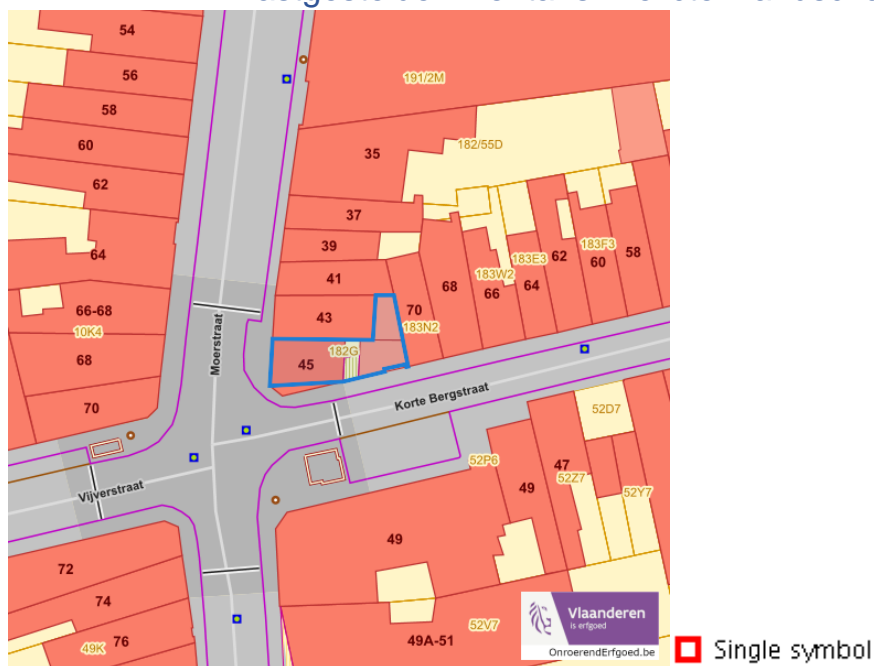 54
56
191/2M
58
60
35
182/55D
62
37
64
39
183E3
183F3
62
60
58
41
68
183W2
66
64
66-68
43
70
183N2
10K4
Moerstraat
182G
68
45
Korte Bergstraat
70
52D7
52P6
47
52Z7
49
52Y7
Vijverstraat
49
72
74
76
49K
49A-51
52V7
Vlaanderen
is erfgoed
OnroerendErfgoed.be
Single symbol